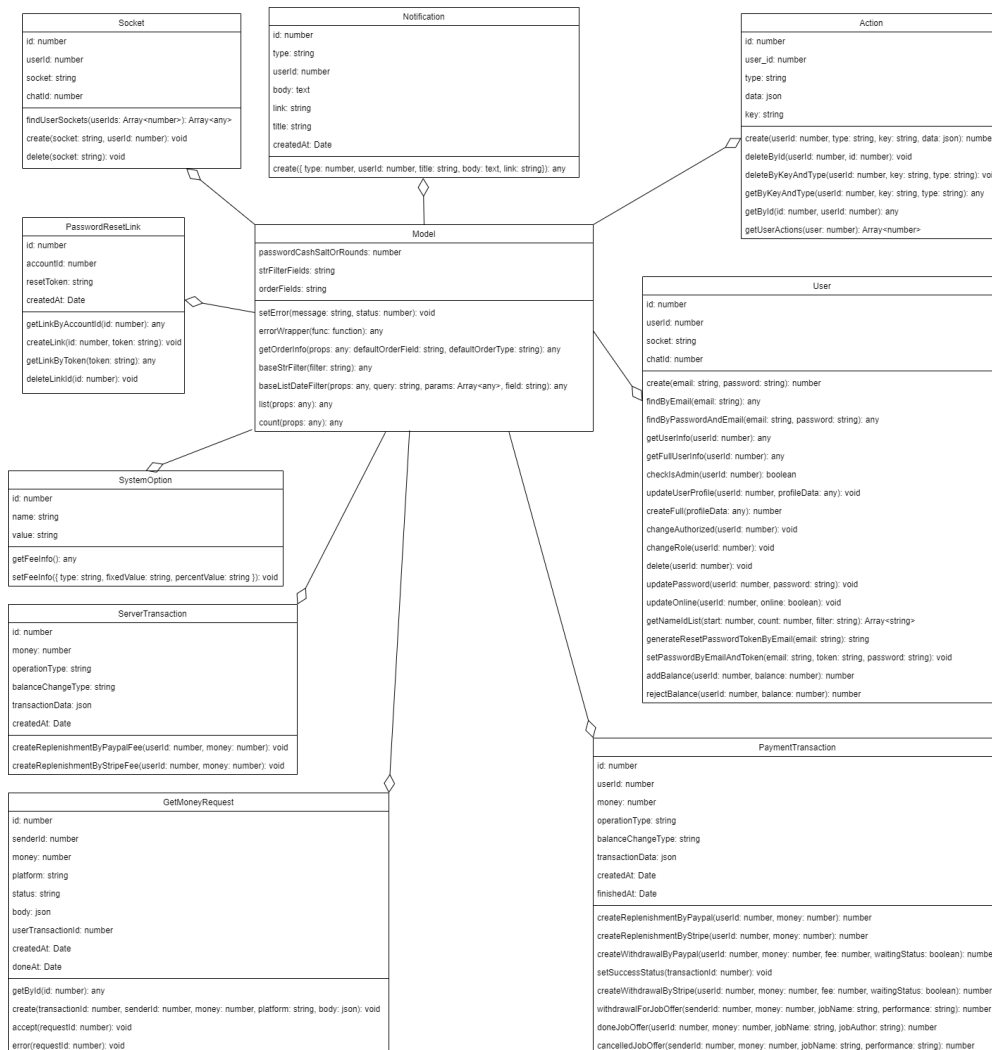 Socket
id: number
userId: number
socket: string
chatId: number
findUserSockets(userIds: Array<number>): Array<any>
create(socket: string, userId: number): void
delete(socket: string): void
Notification
id: number
type: string
userId: number
body: text
link: string
title: string
createdAt: Date
create({ type: number, userId: number, title: string, body: text, link: string}): any
Action
id: number
user_id: number
type: string
data: json
key: string
create(userId: number, type: string, key: string, data: json): numbe
deleteById(userId: number, id: number): void
deleteByKeyAndType(userId: number, key: string, type: string): voi
getByKeyAndType(userId: number, key: string, type: string): any
getById(id: number, userId: number): any
getUserActions(user: number): Array<number>
PasswordResetLink
id: number
accountId: number
resetToken: string
createdAt: Date
getLinkByAccountId(id: number): any
createLink(id: number, token: string): void
getLinkByToken(token: string): any
deleteLinkId(id: number): void
Model
passwordCashSaltOrRounds: number
strFilterFields: string
orderFields: string
setError(message: string, status: number): void
errorWrapper(func: function): any
getOrderInfo(props: any: defaultOrderField: string, defaultOrderType: string): any
baseStrFilter(filter: string): any
baseListDateFilter(props: any, query: string, params: Array<any>, field: string): any
list(props: any): any
count(props: any): any
User
id: number
userId: number
socket: string
chatId: number
create(email: string, password: string): number
findByEmail(email: string): any
findByPasswordAndEmail(email: string, password: string): any
getUserInfo(userId: number): any
getFullUserInfo(userId: number): any
checkIsAdmin(userId: number): boolean
updateUserProfile(userId: number, profileData: any): void
createFull(profileData: any): number
changeAuthorized(userId: number): void
changeRole(userId: number): void
delete(userId: number): void
updatePassword(userId: number, password: string): void
updateOnline(userId: number, online: boolean): void
getNameIdList(start: number, count: number, filter: string): Array<string>
generateResetPasswordTokenByEmail(email: string): string
setPasswordByEmailAndToken(email: string, token: string, password: string): void
addBalance(userId: number, balance: number): number
rejectBalance(userId: number, balance: number): number
SystemOption
id: number
name: string
value: string
getFeeInfo(): any
setFeeInfo({ type: string, fixedValue: string, percentValue: string }): void
ServerTransaction
id: number
money: number
operationType: string
balanceChangeType: string
transactionData: json
createdAt: Date
createReplenishmentByPaypalFee(userId: number, money: number): void
createReplenishmentByStripeFee(userId: number, money: number): void
GetMoneyRequest
id: number
senderId: number
money: number
platform: string
status: string
body: json
userTransactionId: number
createdAt: Date
doneAt: Date
getById(id: number): any
create(transactionId: number, senderId: number, money: number, platform: string, body: json): void
accept(requestId: number): void
error(requestId: number): void
PaymentTransaction
id: number
userId: number
money: number
operationType: string
balanceChangeType: string
transactionData: json
createdAt: Date
finishedAt: Date
createReplenishmentByPaypal(userId: number, money: number): number
createReplenishmentByStripe(userId: number, money: number): number
createWithdrawalByPaypal(userId: number, money: number, fee: number, waitingStatus: boolean): numbe
setSuccessStatus(transactionId: number): void
createWithdrawalByStripe(userId: number, money: number, fee: number, waitingStatus: boolean): number
withdrawalForJobOffer(senderId: number, money: number, jobName: string, performance: string): number
doneJobOffer(userId: number, money: number, jobName: string, jobAuthor: string): number
cancelledJobOffer(senderId: number, money: number, jobName: string, performance: string): number